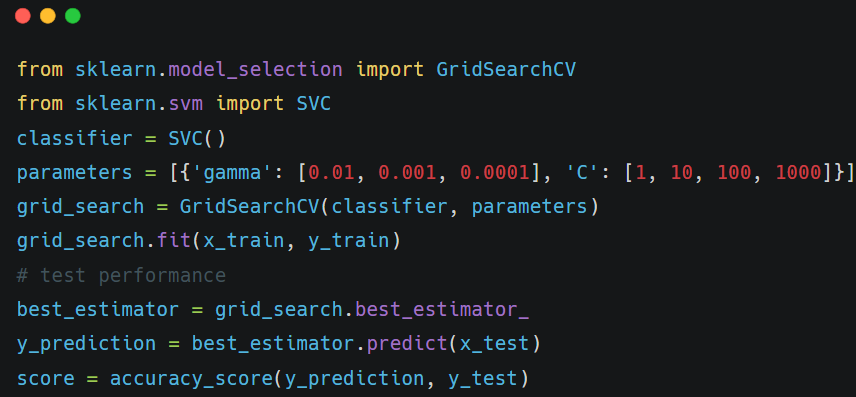 from sklearn.model_selection import GridSearchCV
from sklearn.svm import SVC
classifier = SVC()
parameters = [{'gamma': [0.01, 0.001, 0.0001], 'C': [1, 10, 100, 1000]}]
grid_search = GridSearchCV(classifier, parameters)
grid_search.fit(x_train, y_train)
# test performance
best_estimator = grid_search.best_estimator_
y_prediction = best_estimator.predict(x_test)
score = accuracy_score(y_prediction, y_test)